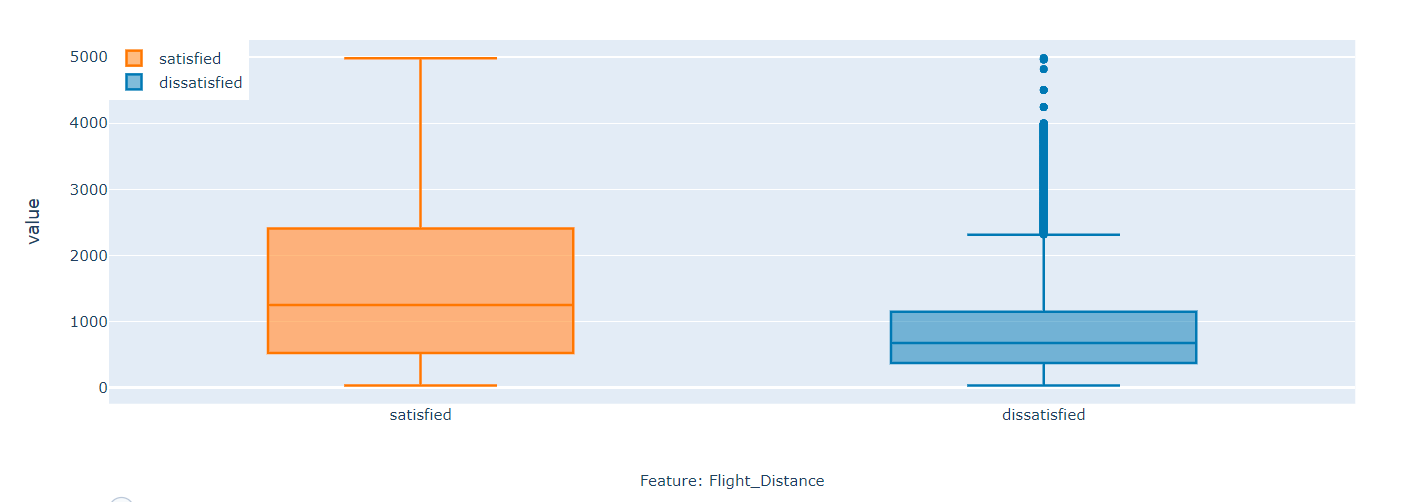 5000
4000
3000
2000
1000
0
value
satisfied
dissatisfied
satisfied
dissatisfied
Feature: Flight_Distance